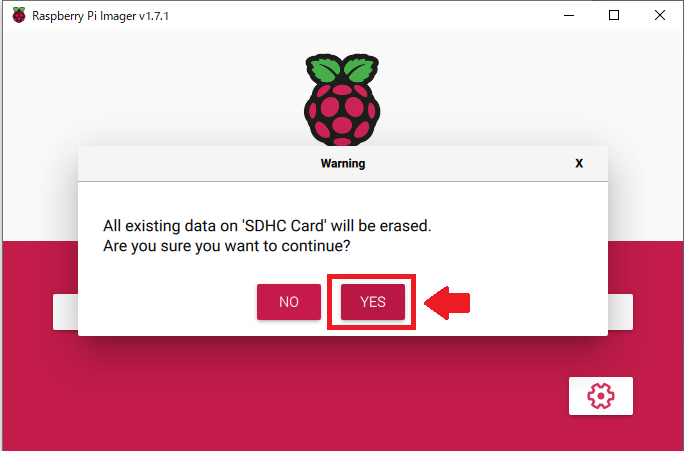 Raspberry Pi Imager v1.7.1
Warning
X
All existing data on 'SDHC Card' will be erased.
Are you sure you want to continue?
NO
YES